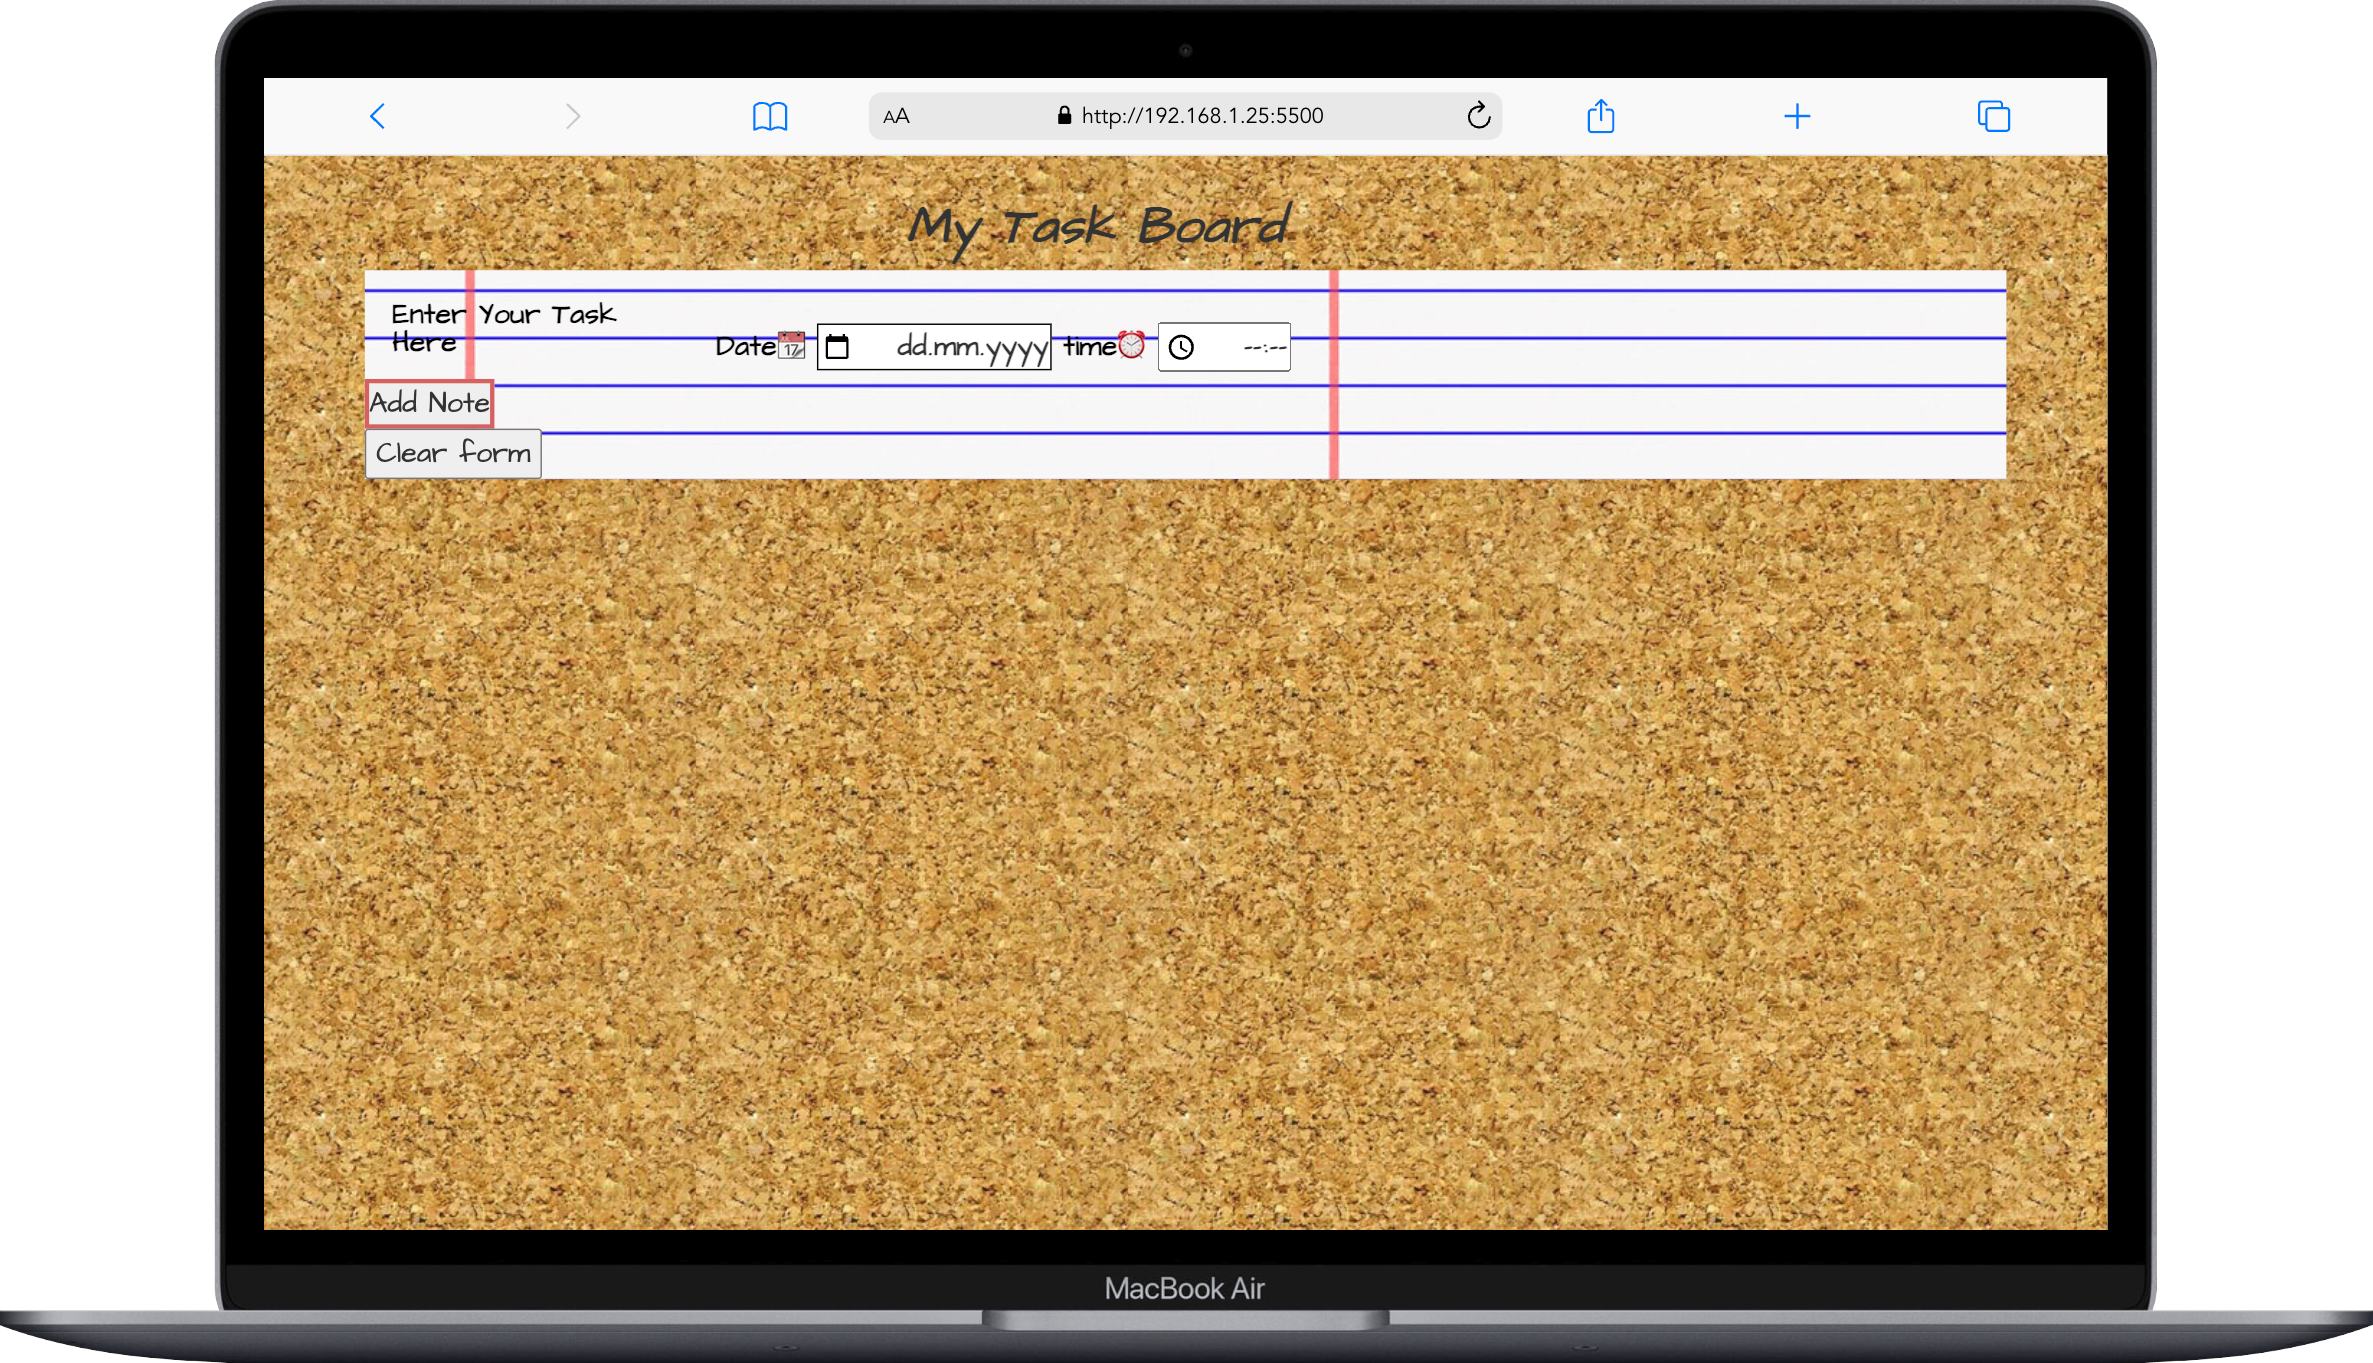 AA http://192.168.1.25:5500
My Task Board
Enter Your Task
Here
Date 17 dd.mm.yyyy time --:--
Add Note
Clear form
MacBook Air